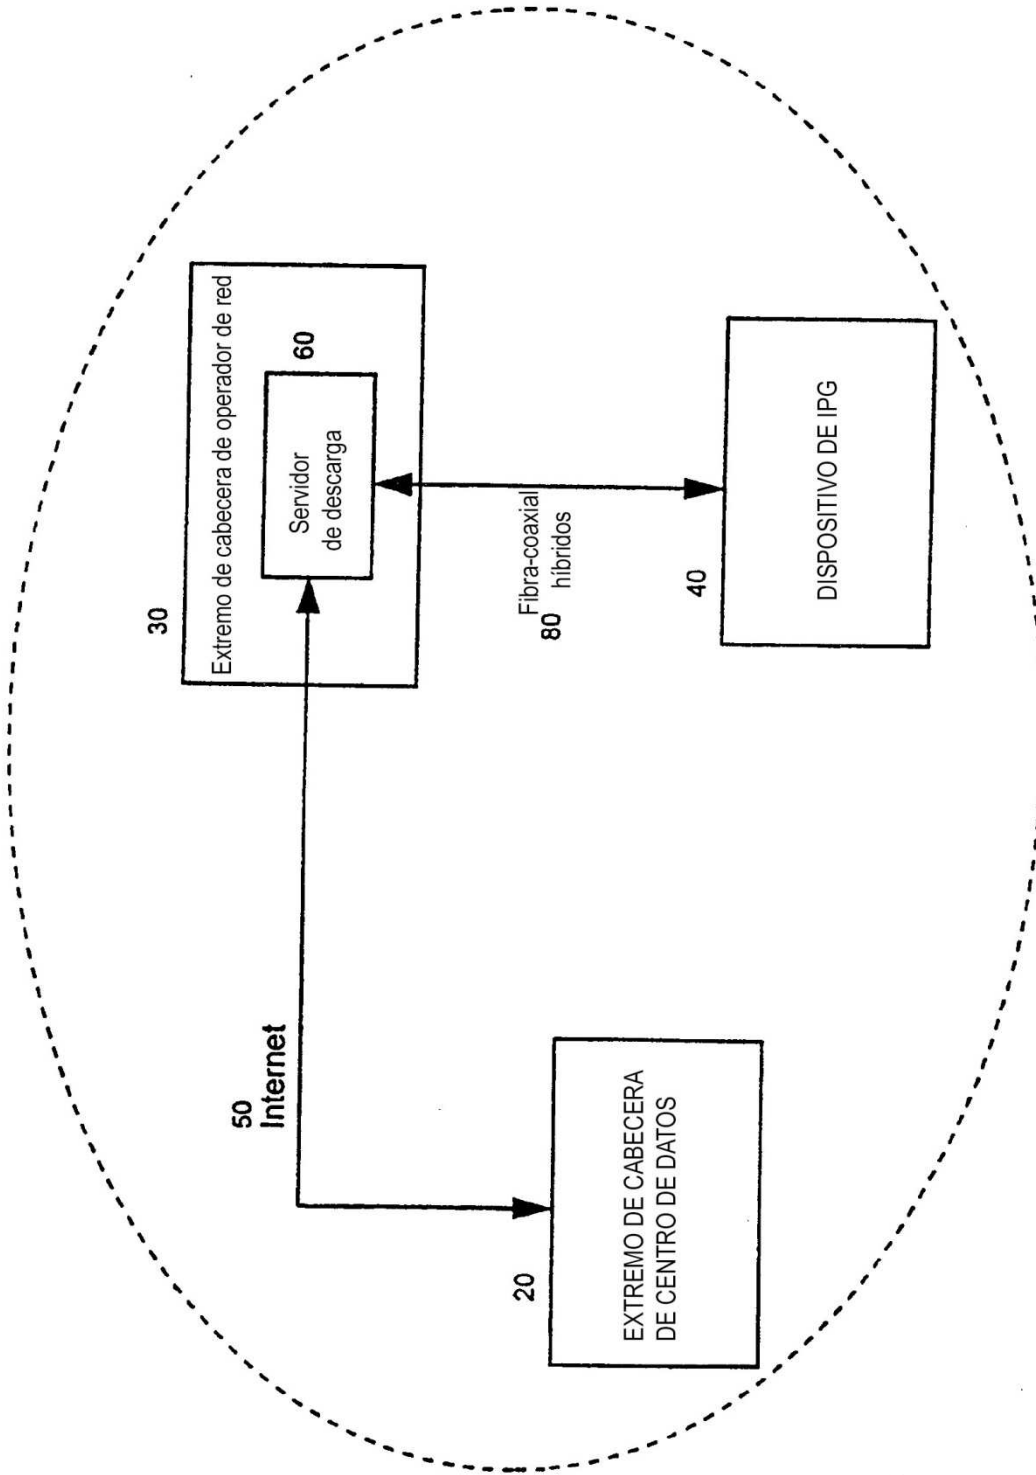 30
Extremo de cabecera de operador de red
Servidor
de descarga
60
50
Internet
Fibra-coaxial
híbridos
80
20
EXTREMO DE CABECERA
DE CENTRO DE DATOS
40
DISPOSITIVO DE IPG